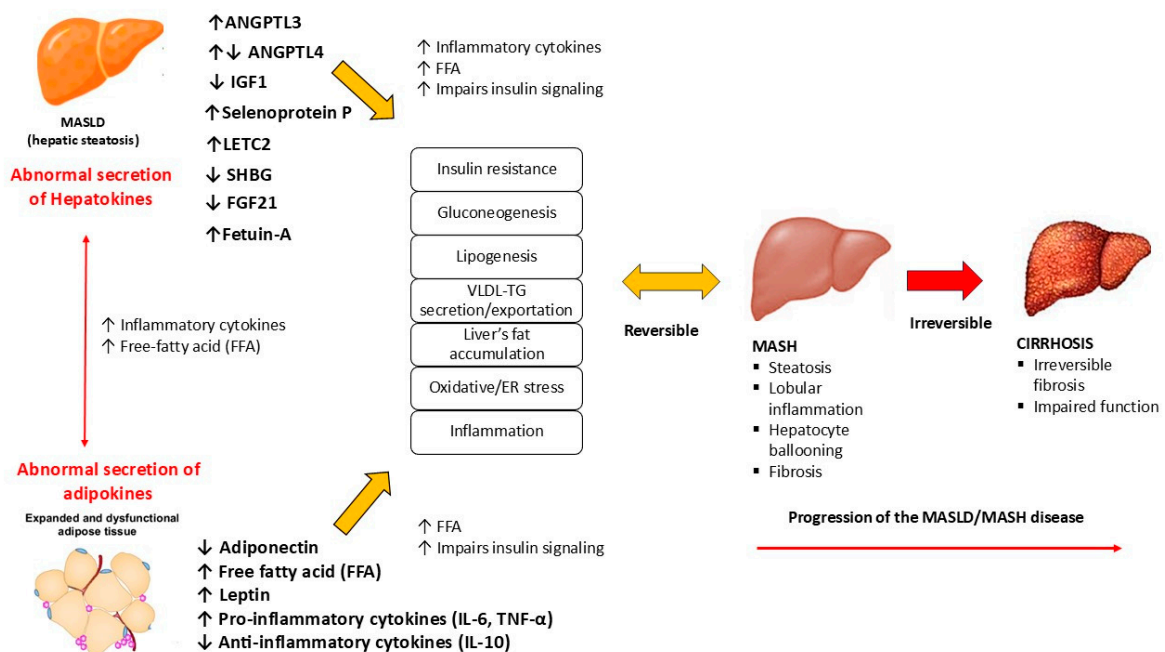 MASLD
(hepatic steatosis)
Abnormal secretion
of Hepatokines
↑ANGPTL3
↑↓ ANGPTL4
↓ IGF1
↑Selenoprotein P
↑LETC2
↓ SHBG
↓ FGF21
↑Fetuin-A
↑ Inflammatory cytokines
↑ FFA
↑ Impairs insulin signaling
↑ Inflammatory cytokines
↑ Free-fatty acid (FFA)
Insulin resistance
Gluconeogenesis
Lipogenesis
VLDL-TG
secretion/exportation
Liver's fat
accumulation
Oxidative/ER stress
Inflammation
Reversible
MASH
▪ Steatosis
▪ Lobular
inflammation
▪ Hepatocyte
ballooning
▪ Fibrosis
Irreversible
CIRRHOSIS
▪ Irreversible
fibrosis
▪ Impaired function
Progression of the MASLD/MASH disease
Abnormal secretion of
adipokines
Expanded and dysfunctional
adipose tissue
↓ Adiponectin
↑ Free fatty acid (FFA)
↑ Leptin
↑ Pro-inflammatory cytokines (IL-6, TNF-α)
↓ Anti-inflammatory cytokines (IL-10)
↑ FFA
↑ Impairs insulin signaling